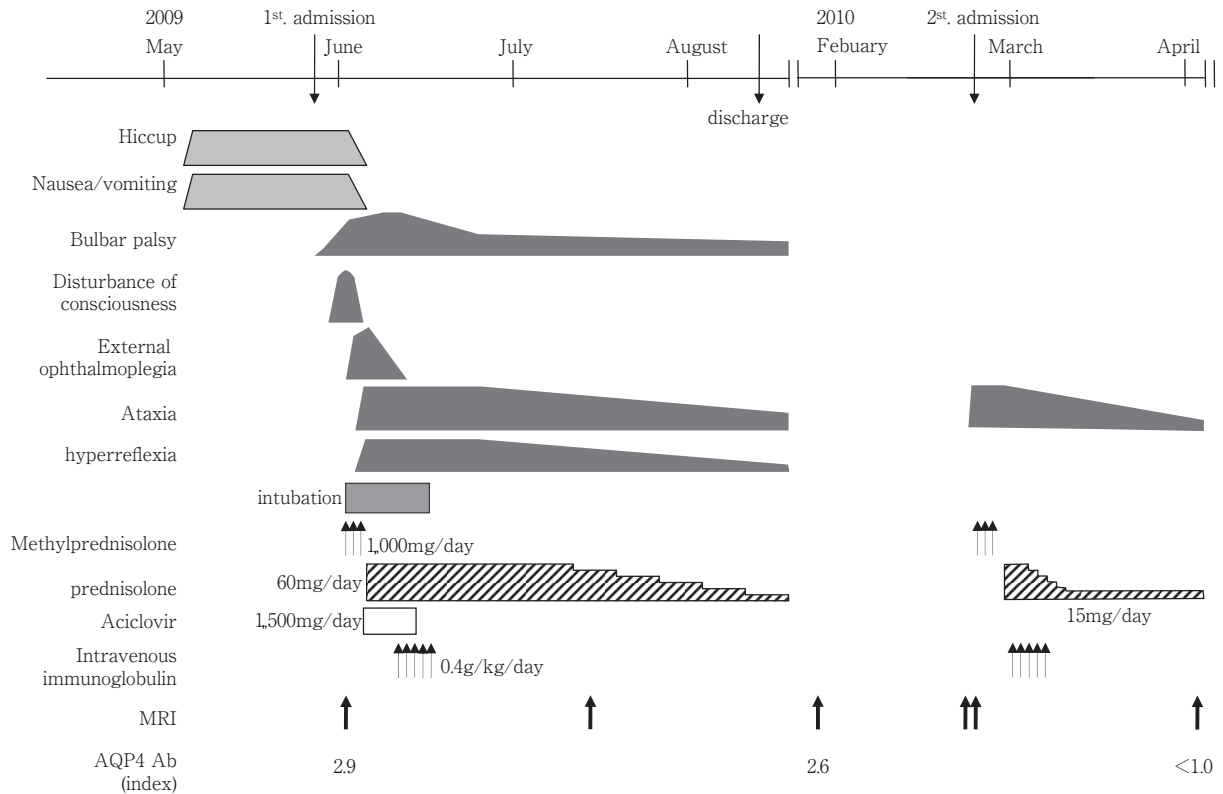 2009 1st. admission 2010 2st. admission
May June July August Febuary March April
discharge
Hiccup
Nausea/vomiting
Bulbar palsy
Disturbance of
consciousness
External
ophthalmoplegia
Ataxia
hyperreflexia
intubation
Methylprednisolone 1,,000mg/day
prednisolone 60mg/day 15mg/day
Aciclovir 1,,500mg/day
Intravenous
immunoglobulin 0.4g/kg/day
MRI
AQP4 Ab
(index) 2.9 2.6 <1.0